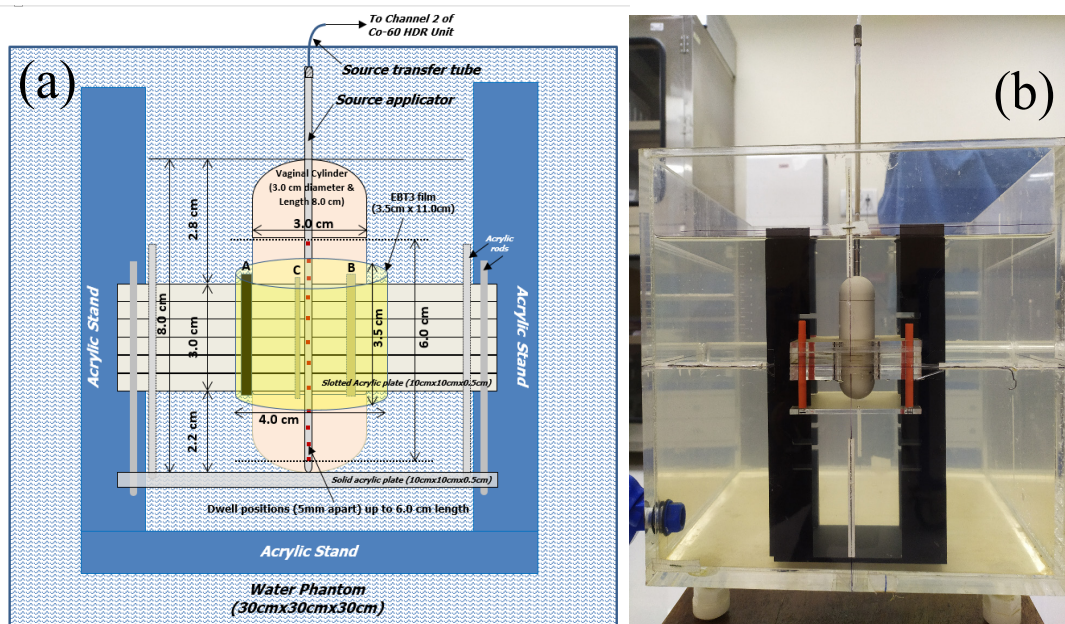 (a)
To Channel 2 of
Co-60 HDR Unit
Source transfer tube
Source applicator
Vaginal Cylinder
(3.0 cm diameter &
Length 8.0 cm)
EBT3 film
(3.5cm x 11.0cm)
3.0 cm
2.8 cm
Acrylic
rods
A
C
B
Acrylic Stand
8.0 cm
3.0 cm
3.5 cm
6.0 cm
Acrylic Stand
Slotted Acrylic plate (10cmx10cmx0.5cm)
4.0 cm
2.2 cm
Solid acrylic plate (10cmx10cmx0.5cm)
Dwell positions (5mm apart) up to 6.0 cm length
Acrylic Stand
Water Phantom
(30cmx30cmx30cm)
(b)